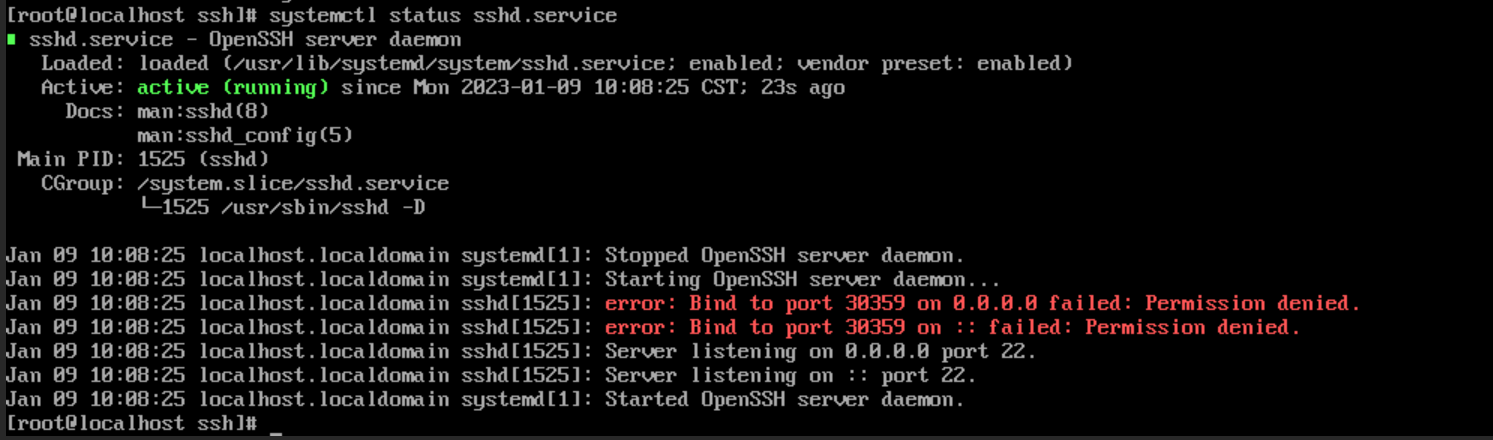 [root@localhost ssh]# systemctl status sshd.service
sshd.service - OpenSSH server daemon
Loaded: loaded (/usr/lib/systemd/system/sshd.service; enabled; vendor preset: enabled)
Active: active (running) since Mon 2023-01-09 10:08:25 CST; 23s ago
Docs: man:sshd(8)
man:sshd_config(5)
Main PID: 1525 (sshd)
CGroup: /system.slice/sshd.service
└─1525 /usr/sbin/sshd -D
Jan 09 10:08:25 localhost.localdomain systemd[1]: Stopped OpenSSH server daemon.
Jan 09 10:08:25 localhost.localdomain systemd[1]: Starting OpenSSH server daemon...
Jan 09 10:08:25 localhost.localdomain sshd[1525]: error: Bind to port 30359 on 0.0.0.0 failed: Permission denied.
Jan 09 10:08:25 localhost.localdomain sshd[1525]: error: Bind to port 30359 on :: failed: Permission denied.
Jan 09 10:08:25 localhost.localdomain sshd[1525]: Server listening on 0.0.0.0 port 22.
Jan 09 10:08:25 localhost.localdomain sshd[1525]: Server listening on :: port 22.
Jan 09 10:08:25 localhost.localdomain systemd[1]: Started OpenSSH server daemon.
[root@localhost ssh]# _